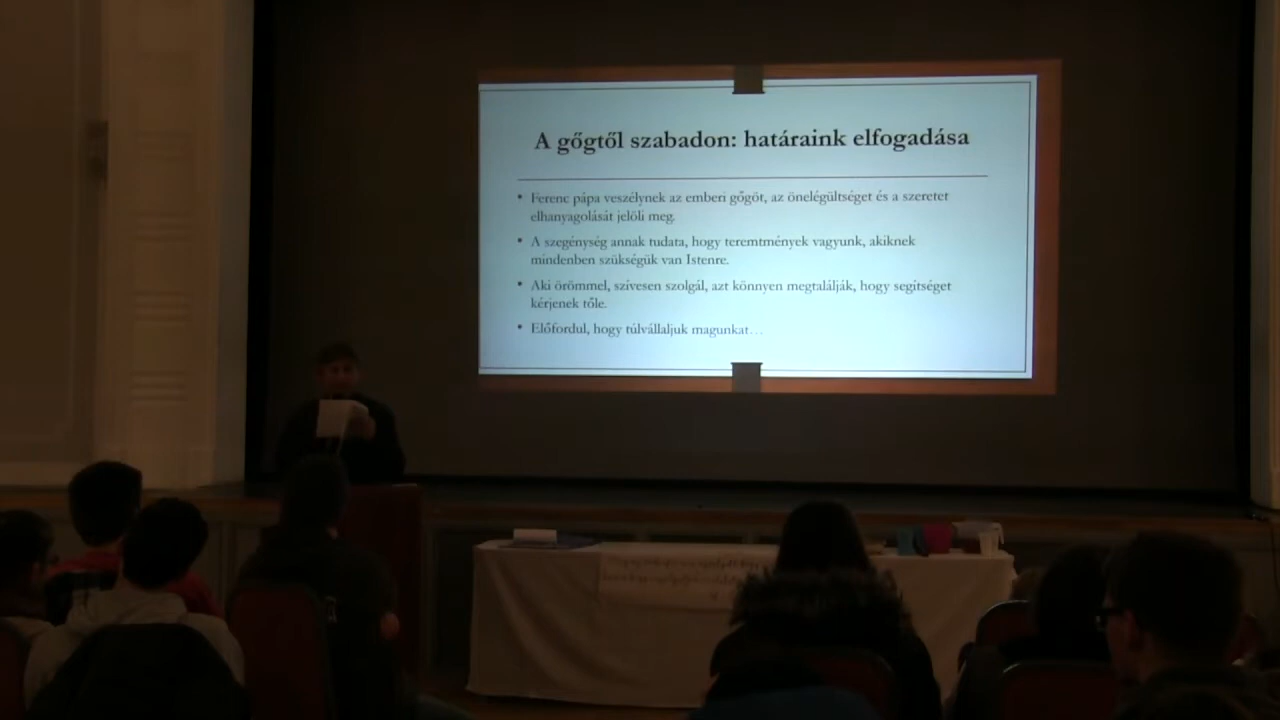 A gőgtől szabadon: határaink elfogadása
• Ferenc pápa veszélynek az emberi gőgöt, az önelégültséget és a szeretet
elhanyagolását jelöli meg.
• A szegénység annak tudata, hogy teremtmények vagyunk, akiknek
mindenben szükségük van Istenre.
• Aki örömmel, szívesen szolgál, azt könnyen megtalálják, hogy segítséget
kérjenek tőle.
• Előfordul, hogy túlvállaljuk magunkat…